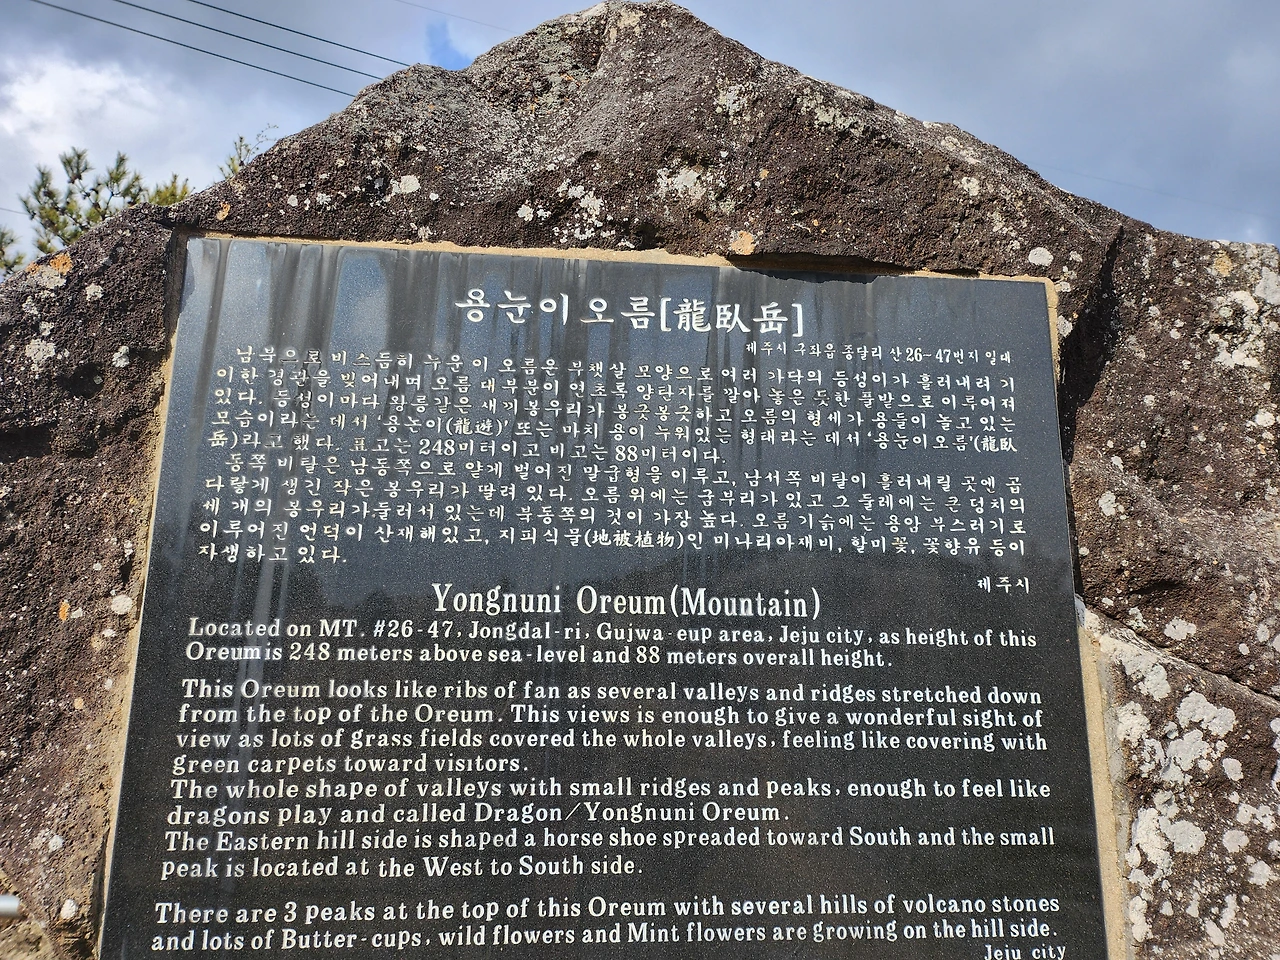 용눈이오름[龍臥岳]
제주시 구좌읍 종달리 산 26~47번지 일대
남북으로 비스듬히 누운 이 오름은 부챗살 모양으로 여러 가닥의 등성이가 흘러내려 기
이한 경관을 빚어내며 오름 대부분이 연초록 양탄자를 깔아 놓은 듯한 풀밭으로 이루어져
있다. 등성이마다 왕릉같은 새끼봉우리가 봉긋봉긋하고 오름의 형세가 용들이 놀고 있는
모습이라는 데서 '용논이(龍遊)' 또는 마치 용이 누워있는 형태라는 데서 '용눈이 오름'(龍臥
岳)라고 했다. 표고는 248미터이고 비고는 88미터이다.
동쪽 비탈은 남동쪽으로 얕게 벌어진 말굽형을 이루고, 남서쪽 비탈이 흘러내릴 곳엔 곱
다랗게 생긴 작은 봉우리가 딸려 있다. 오름 위에는 굼부리가 있고 그 둘레에는 큰 덩치의
세 개의 봉우리가 둘러서 있는데 북동쪽의 것이 가장 높다. 오름 기슭에는 용암 부스러기로
이루어진 언덕이 산재해있고, 지피식물(地被植物)인 미나리아재비, 할미꽃, 꽃향유 등이
자생하고 있다.
제주시
Yongnuni Oreum(Mountain)
Located on MT. #26-47, Jongdal-ri, Gujwa-eup area, Jeju city, as height of this
Oreum is 248 meters above sea-level and 88 meters overall height.
This Oreum looks like ribs of fan as several valleys and ridges stretched down
from the top of the Oreum. This views is enough to give a wonderful sight of
view as lots of grass fields covered the whole valleys, feeling like covering with
green carpets toward visitors.
The whole shape of valleys with small ridges and peaks, enough to feel like
dragons play and called Dragon/Yongnuni Oreum.
The Eastern hill side is shaped a horse shoe spreaded toward South and the small
peak is located at the West to South side.
There are 3 peaks at the top of this Oreum with several hills of volcano stones
and lots of Butter-cups, wild flowers and Mint flowers are growing on the hill side.
Jeju city